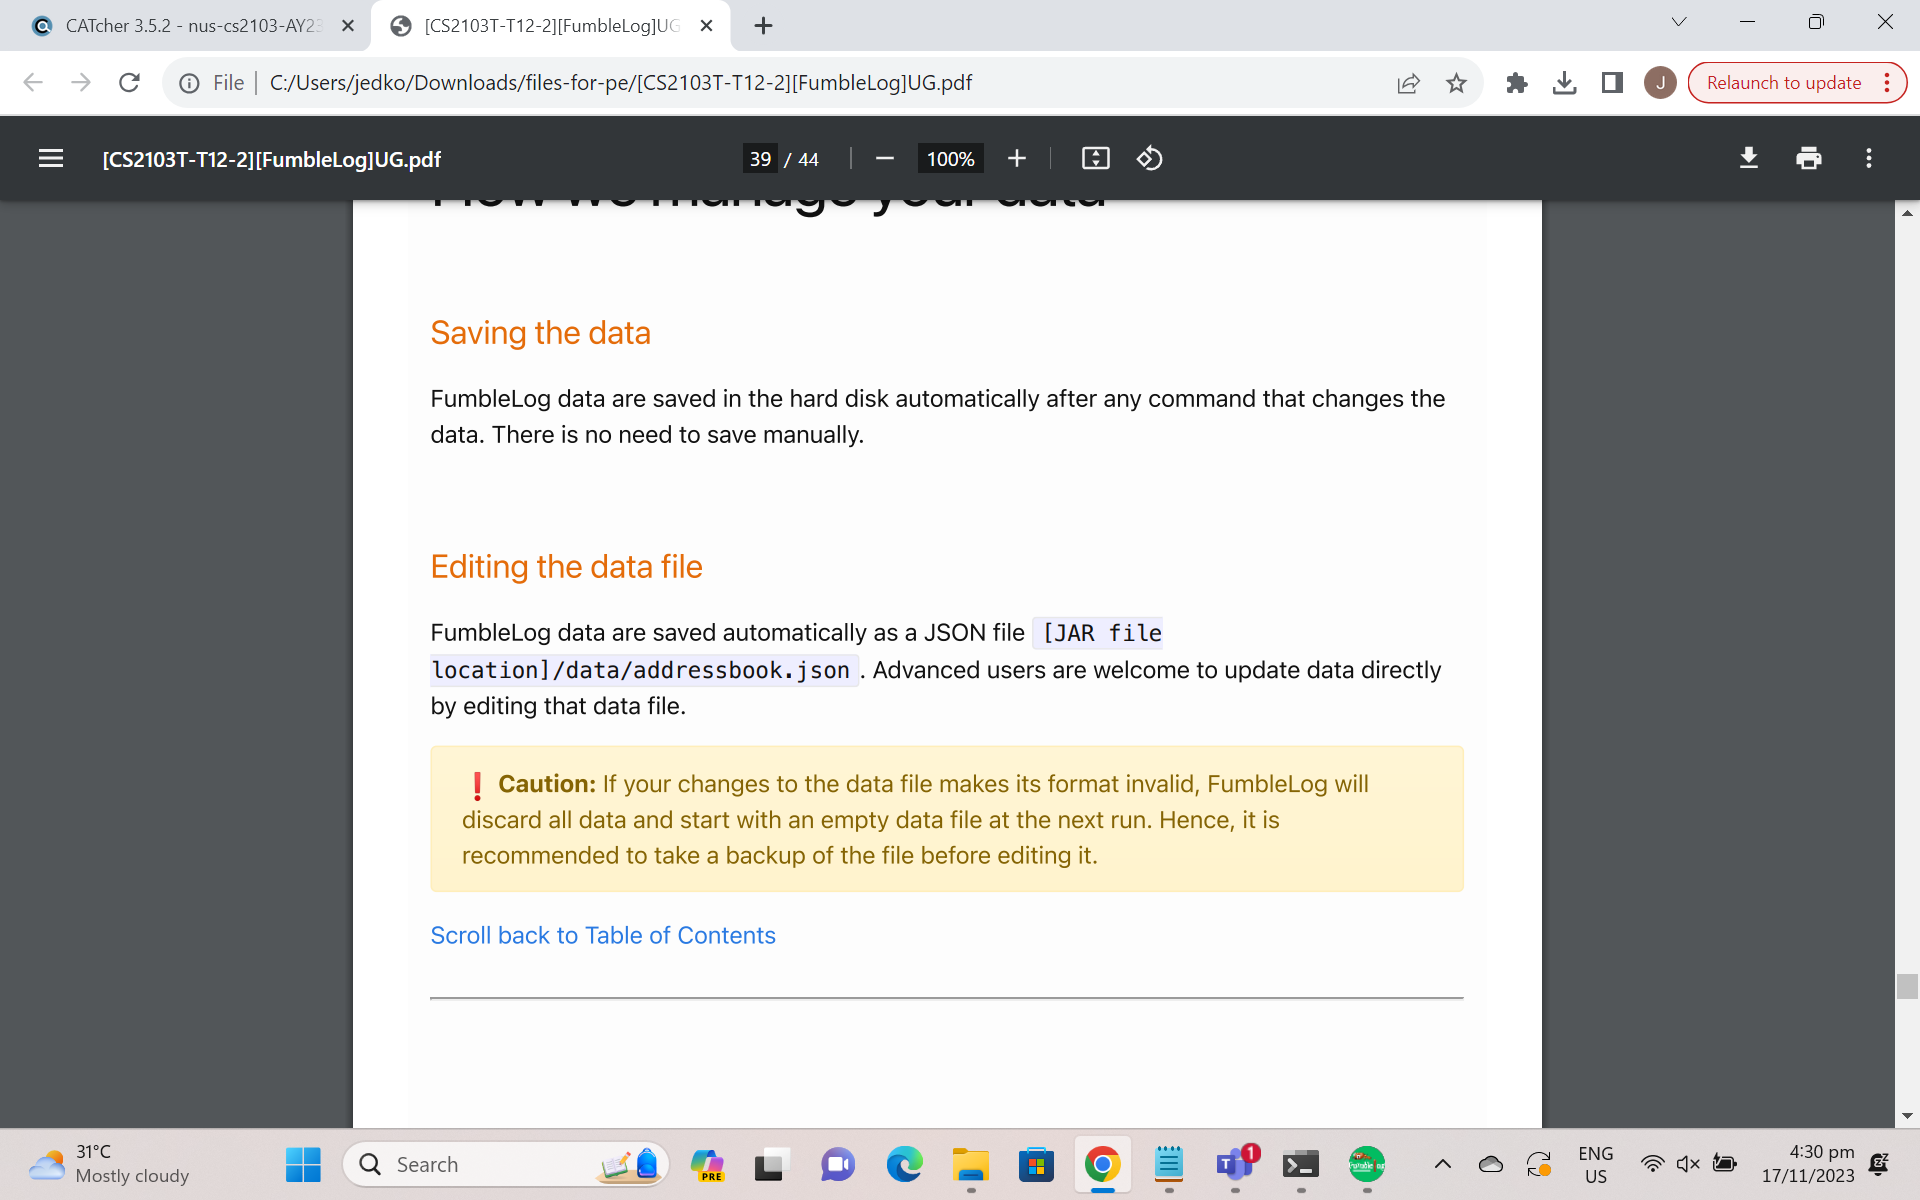 CATcher 3.5.2 - nus-cs2103-AY23
[CS2103T-T12-2][FumbleLog]UG
File
C:/Users/jedko/Downloads/files-for-pe/[CS2103T-T12-2][FumbleLog]UG.pdf
J
Relaunch to update
[CS2103T-T12-2][FumbleLog]UG.pdf
39 / 44
100%
How we manage your data
Saving the data
FumbleLog data are saved in the hard disk automatically after any command that changes the
data. There is no need to save manually.
Editing the data file
FumbleLog data are saved automatically as a JSON file [JAR file
location]/data/addressbook.json . Advanced users are welcome to update data directly
by editing that data file.
❗ Caution: If your changes to the data file makes its format invalid, FumbleLog will
discard all data and start with an empty data file at the next run. Hence, it is
recommended to take a backup of the file before editing it.
Scroll back to Table of Contents
31°C
Mostly cloudy
Search
PRE
T
1
ENG
US
4:30 pm
17/11/2023